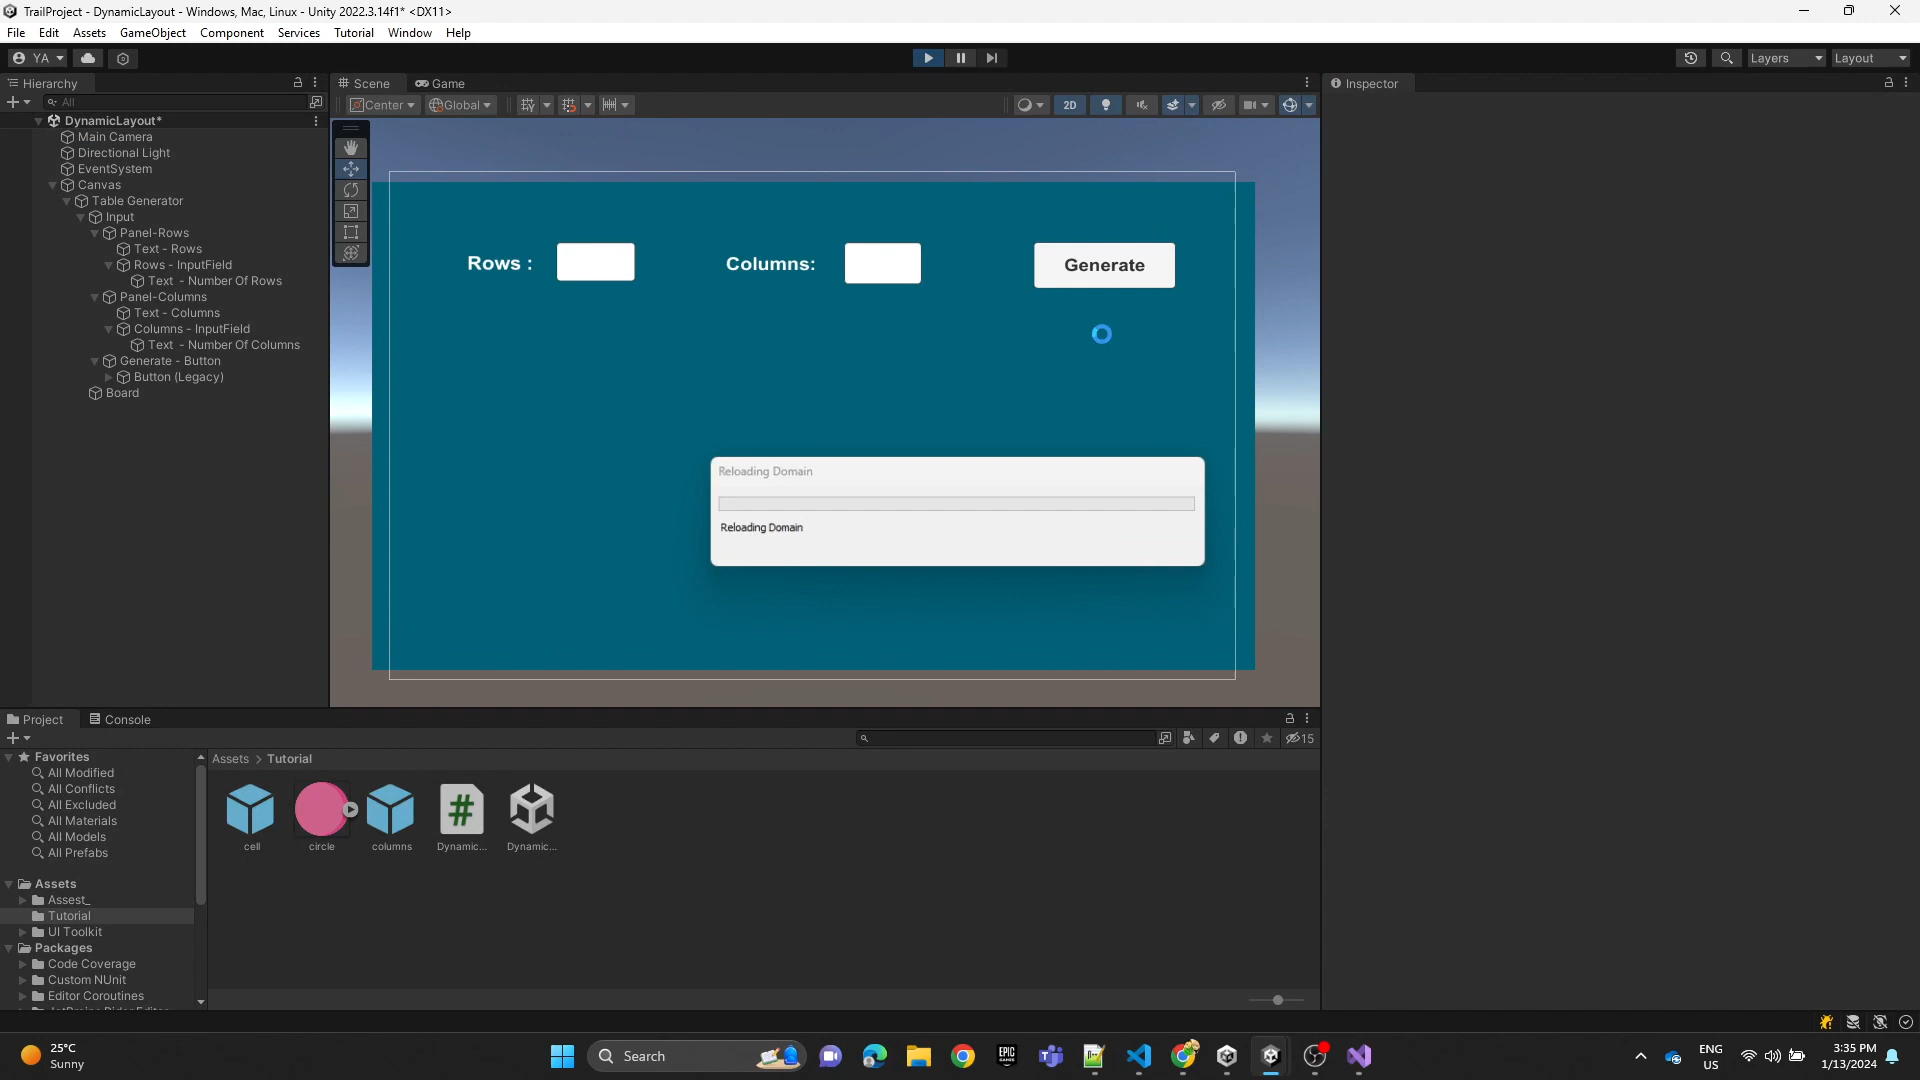 TrailProject - DynamicLayout - Windows, Mac, Linux - Unity 2022.3.14f1* <DX11>
File Edit Assets GameObject Component Services Tutorial Window Help
YA
Layers
Layout
Hierarchy
Scene
Game
Inspector
All
Center
Global
2D
DynamicLayout*
Main Camera
Directional Light
EventSystem
Canvas
Table Generator
Input
Panel-Rows
Text - Rows
Rows - InputField
Text - Number Of Rows
Panel-Columns
Text - Columns
Columns - InputField
Text - Number Of Columns
Generate - Button
Button (Legacy)
Board
Rows :
Columns:
Generate
Reloading Domain
Reloading Domain
Project
Console
15
Favorites
All Modified
All Conflicts
All Excluded
All Materials
All Models
All Prefabs
Assets
Assest_
Tutorial
UI Toolkit
Packages
Code Coverage
Custom NUnit
Editor Coroutines
Assets > Tutorial
cell
circle
columns
Dynamic...
Dynamic...
25°C
Sunny
Search
EPIC
GAMES
ENG
US
3:35 PM
1/13/2024